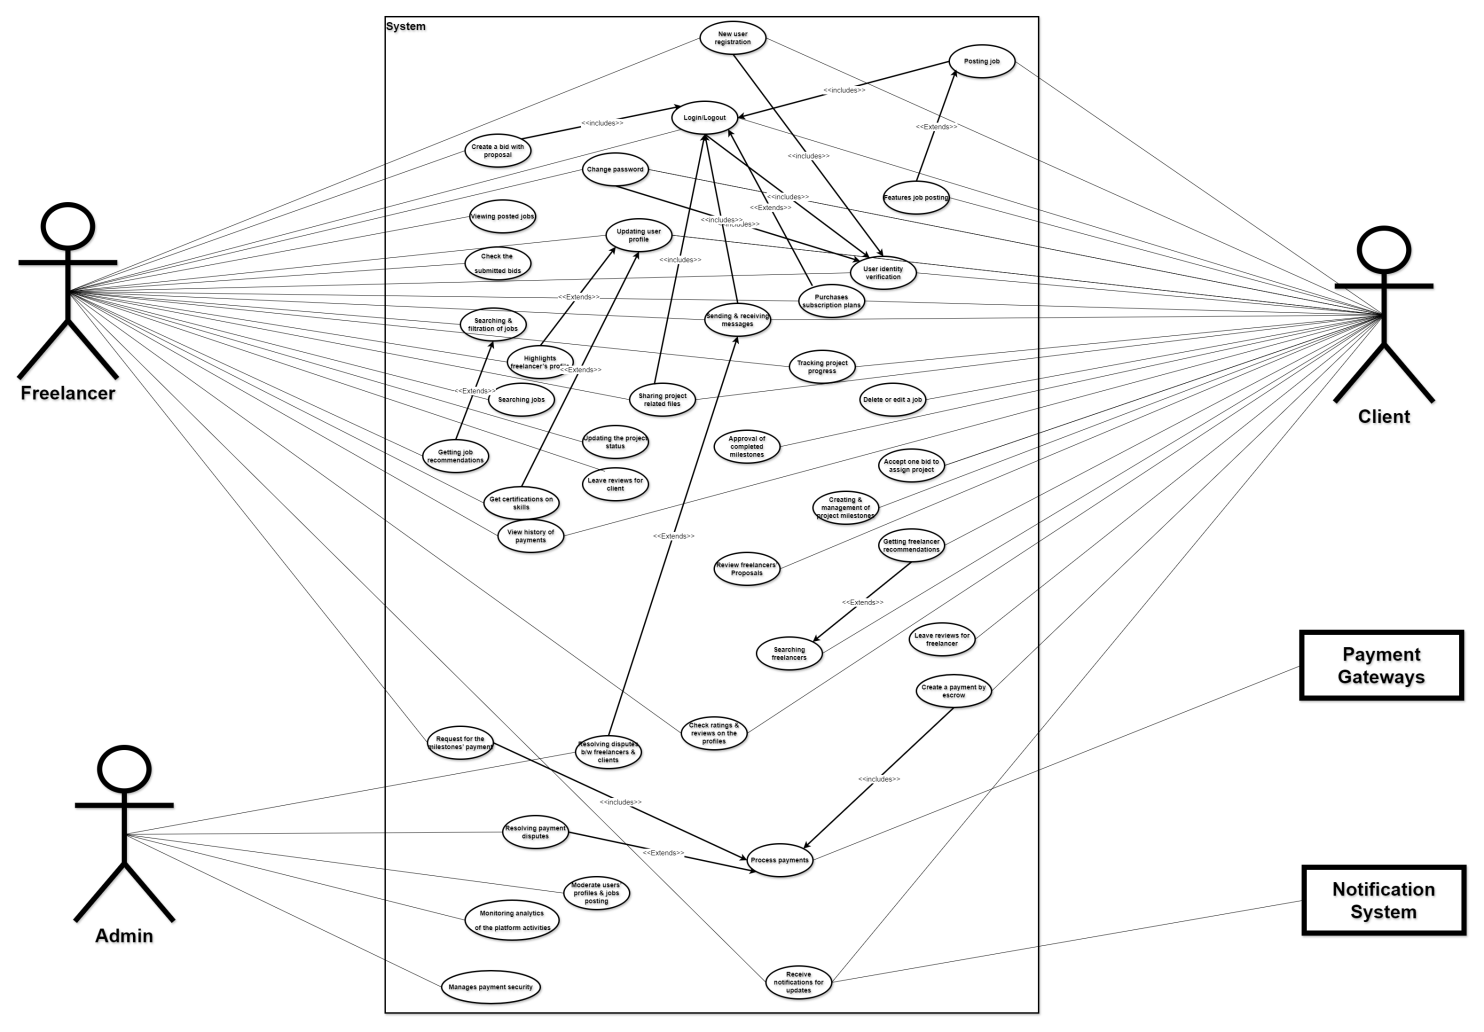 System
New user
registration
Posting job
<<includes>>
Login/Logout
<<includes>>
<<Extends>>
Create a bid with
proposal
<<includes>>
Change password
<<includes>>
<<Extends>>
Features job posting
Viewing posted jobs
<<includes>>
<<includes>>
Updating user
profile
Check the
submitted bids
<<includes>>
User identity
verification
<<Extends>>
Purchases
subscription plans
Sending & receiving
messages
Searching &
filtration of jobs
Highlights
freelancer's prof
<<Extends>>
Tracking project
progress
Freelancer
<<Extends>>
Searching jobs
Sharing project
related files
Delete or edit a job
Client
Updating the project
status
Approval of
completed
milestones
Getting job
recommendations
Accept one bid to
assign project
Leave reviews for
client
Get certifications on
skills
Creating &
management of
project milestones
View history of
payments
<<Extends>>
Getting freelancer
recommendations
Review freelancers'
Proposals
<<Extends>>
Searching
freelancers
Leave reviews for
freelancer
Payment
Gateways
Create a payment by
escrow
Check ratings &
reviews on the
profiles
Request for the
milestones' payment
Resolving disputes
b/w freelancers &
clients
<<includes>>
<<includes>>
Resolving payment
disputes
<<Extends>>
Process payments
Moderate users'
profiles & jobs
posting
Notification
System
Monitoring analytics
of the platform activities
Admin
Receive
notifications for
updates
Manages payment security